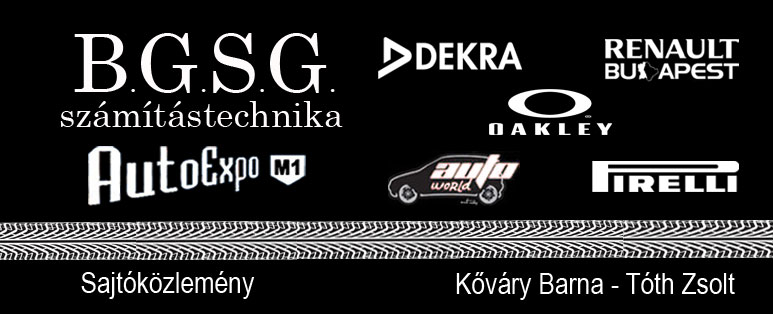 B.G.S.G.
számítástechnika
DEKRA
RENAULT
BUDAPEST
OAKLEY
AutoExpo M1
auto
world
PIRELLI
Sajtóközlemény
Kőváry Barna - Tóth Zsolt